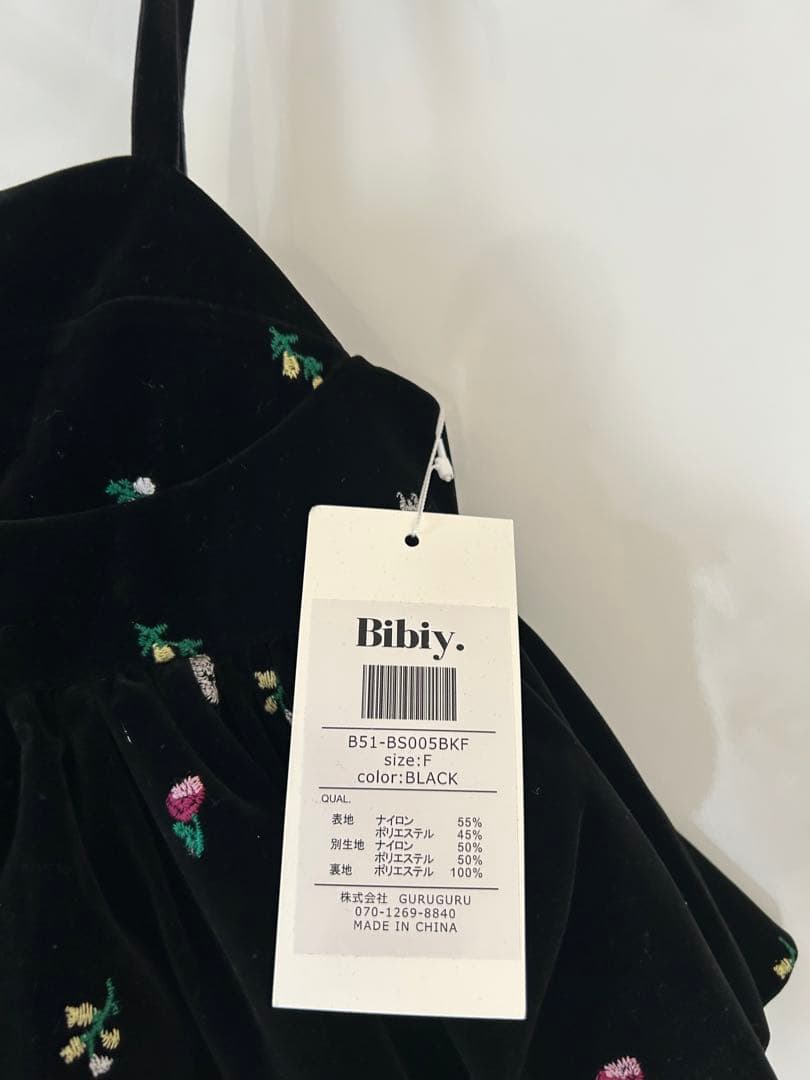 Bibiy.
B51-BS005BKF
size:F
color:BLACK
QUAL.
表地 ナイロン 55%
ポリエステル 45%
別生地 ナイロン 50%
ポリエステル 50%
裏地 ポリエステル 100%
株式会社 GURUGURU
070-1269-8840
MADE IN CHINA